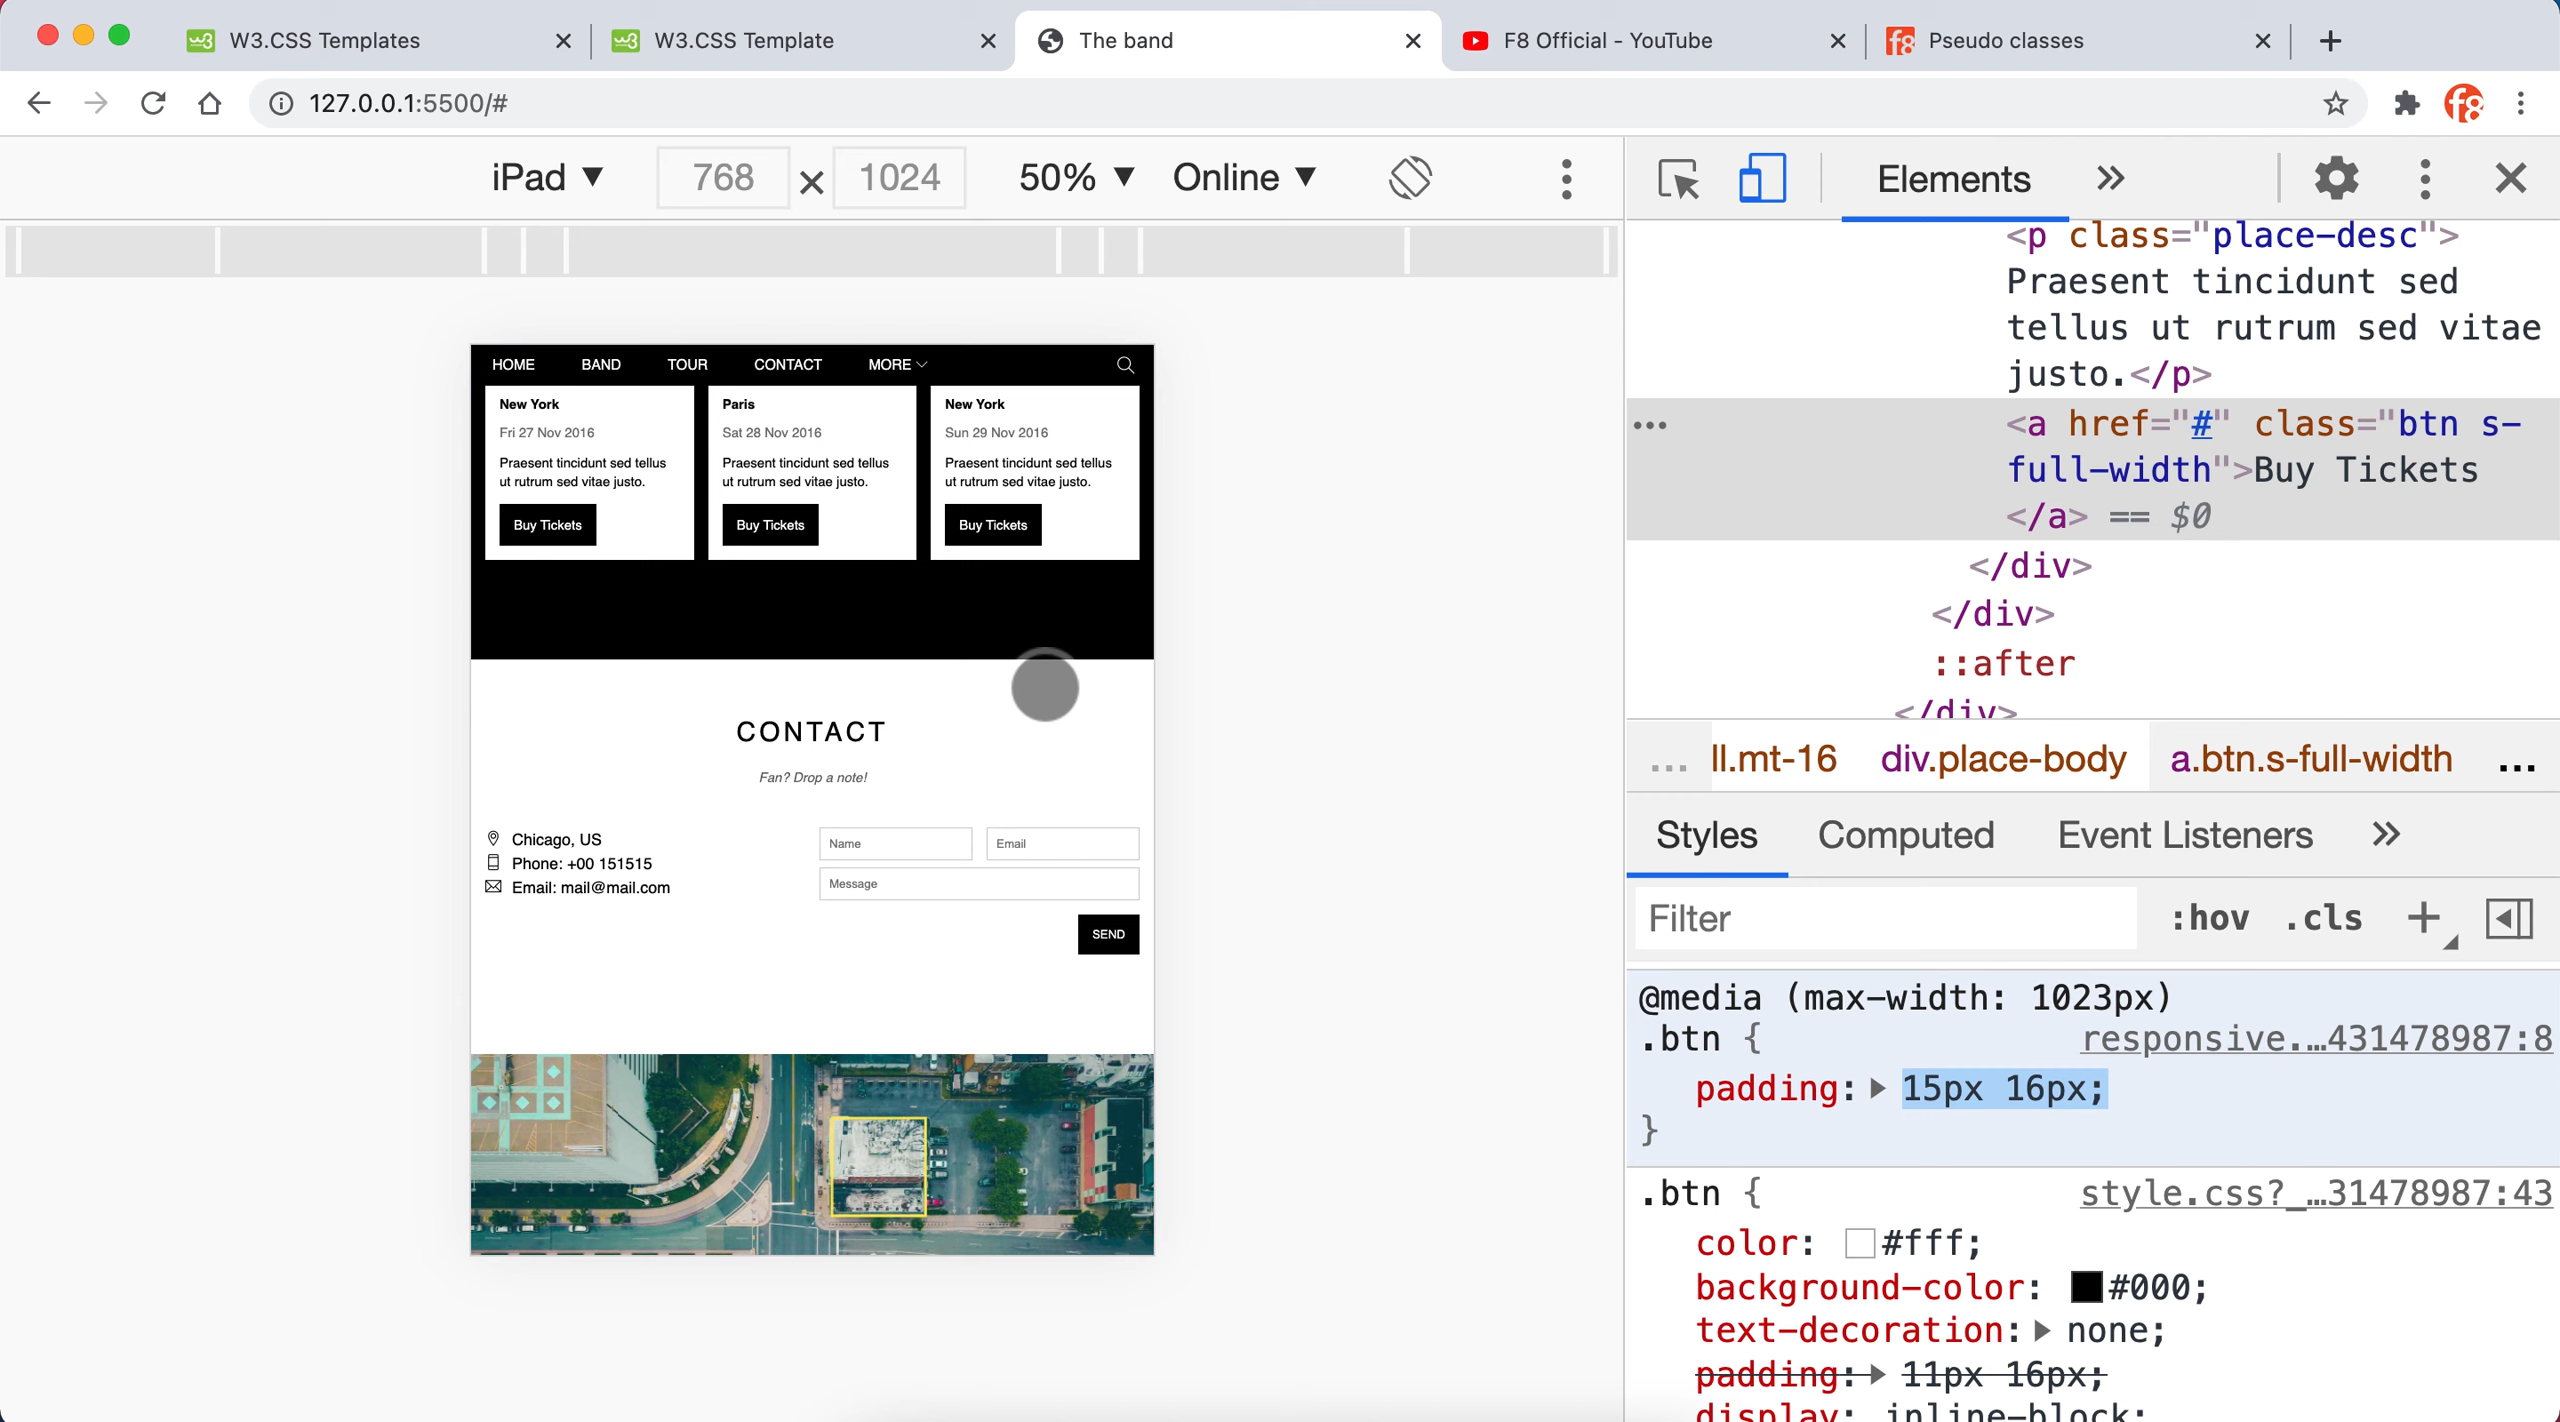 W3.CSS Templates
W3.CSS Template
The band
F8 Official - YouTube
Pseudo classes
127.0.0.1:5500/#
f8
iPad ▼ 768 × 1024 50% ▼ Online ▼
Elements »
<p class="place-desc">
Praesent tincidunt sed
tellus ut rutrum sed vitae
justo.</p>
<a href="#" class="btn s-
full-width">Buy Tickets
</a> == $0
</div>
</div>
::after
</div>
... ll.mt-16 div.place-body a.btn.s-full-width ...
Styles Computed Event Listeners »
Filter :hov .cls +
@media (max-width: 1023px)
.btn { responsive.…431478987:8
padding: 15px 16px;
}
.btn { style.css?_…31478987:43
color: #fff;
background-color: #000;
text-decoration: none;
padding: 11px 16px;
display: inline-block;
HOME BAND TOUR CONTACT MORE
New York
Fri 27 Nov 2016
Praesent tincidunt sed tellus
ut rutrum sed vitae justo.
Buy Tickets
Paris
Sat 28 Nov 2016
Praesent tincidunt sed tellus
ut rutrum sed vitae justo.
Buy Tickets
New York
Sun 29 Nov 2016
Praesent tincidunt sed tellus
ut rutrum sed vitae justo.
Buy Tickets
CONTACT
Fan? Drop a note!
Chicago, US
Phone: +00 151515
Email: mail@mail.com
Name
Email
Message
SEND